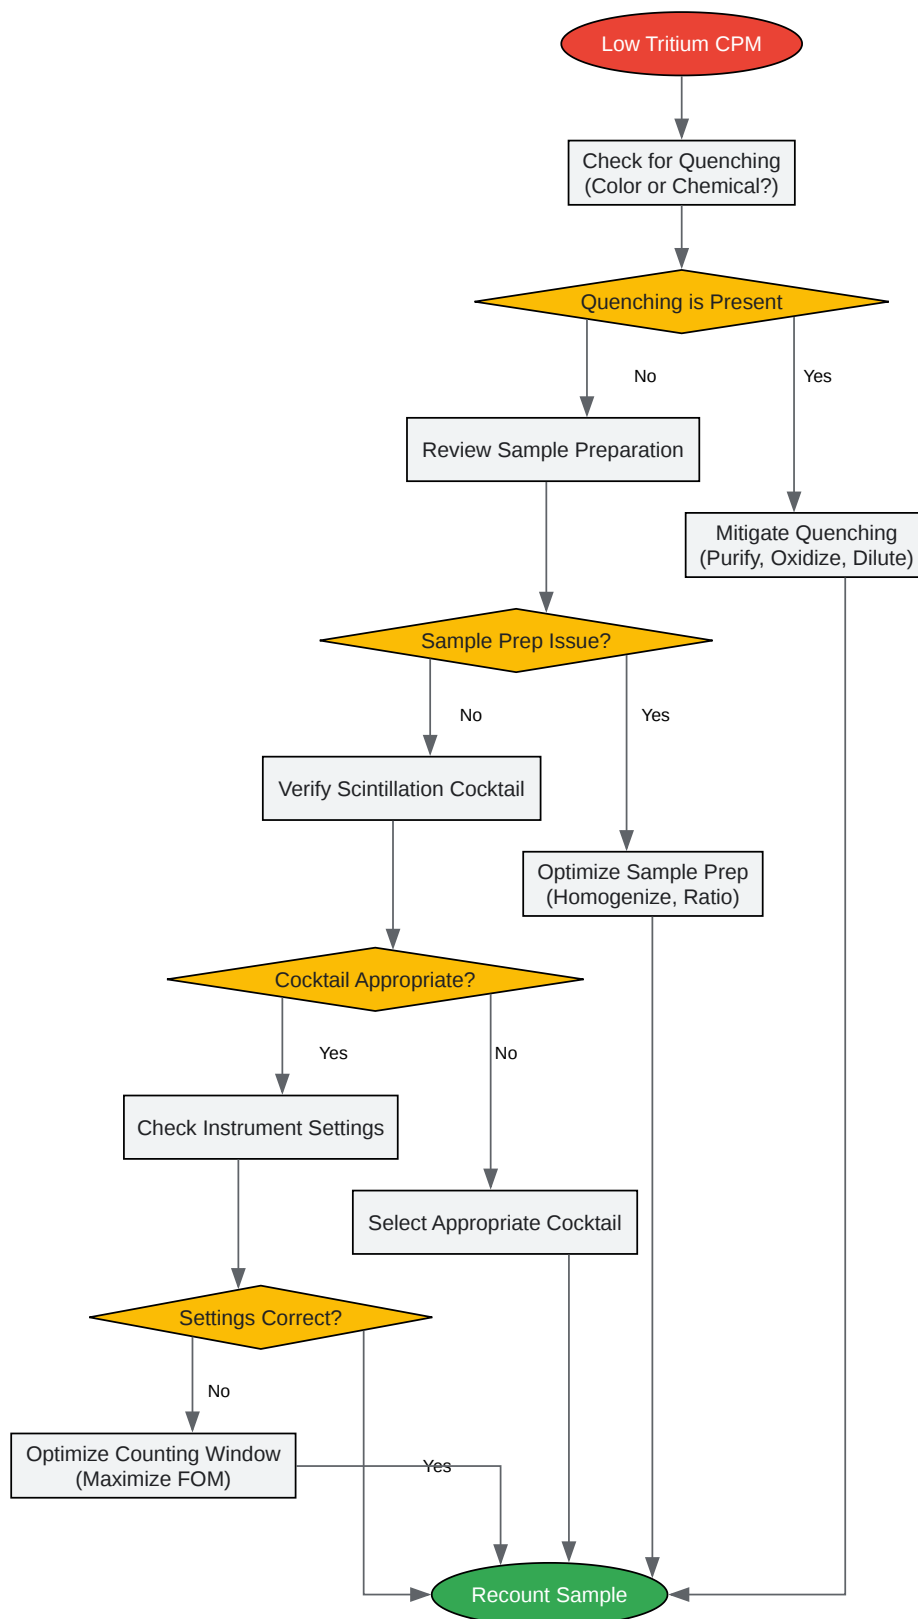 Low Tritium CPM
Check for Quenching
(Color or Chemical?)
Quenching is Present
No
Yes
Review Sample Preparation
Mitigate Quenching
(Purify, Oxidize, Dilute)
Sample Prep Issue?
No
Yes
Verify Scintillation Cocktail
Optimize Sample Prep
(Homogenize, Ratio)
Cocktail Appropriate?
Yes
No
Check Instrument Settings
Select Appropriate Cocktail
Settings Correct?
No
Optimize Counting Window
(Maximize FOM)
Yes
Recount Sample